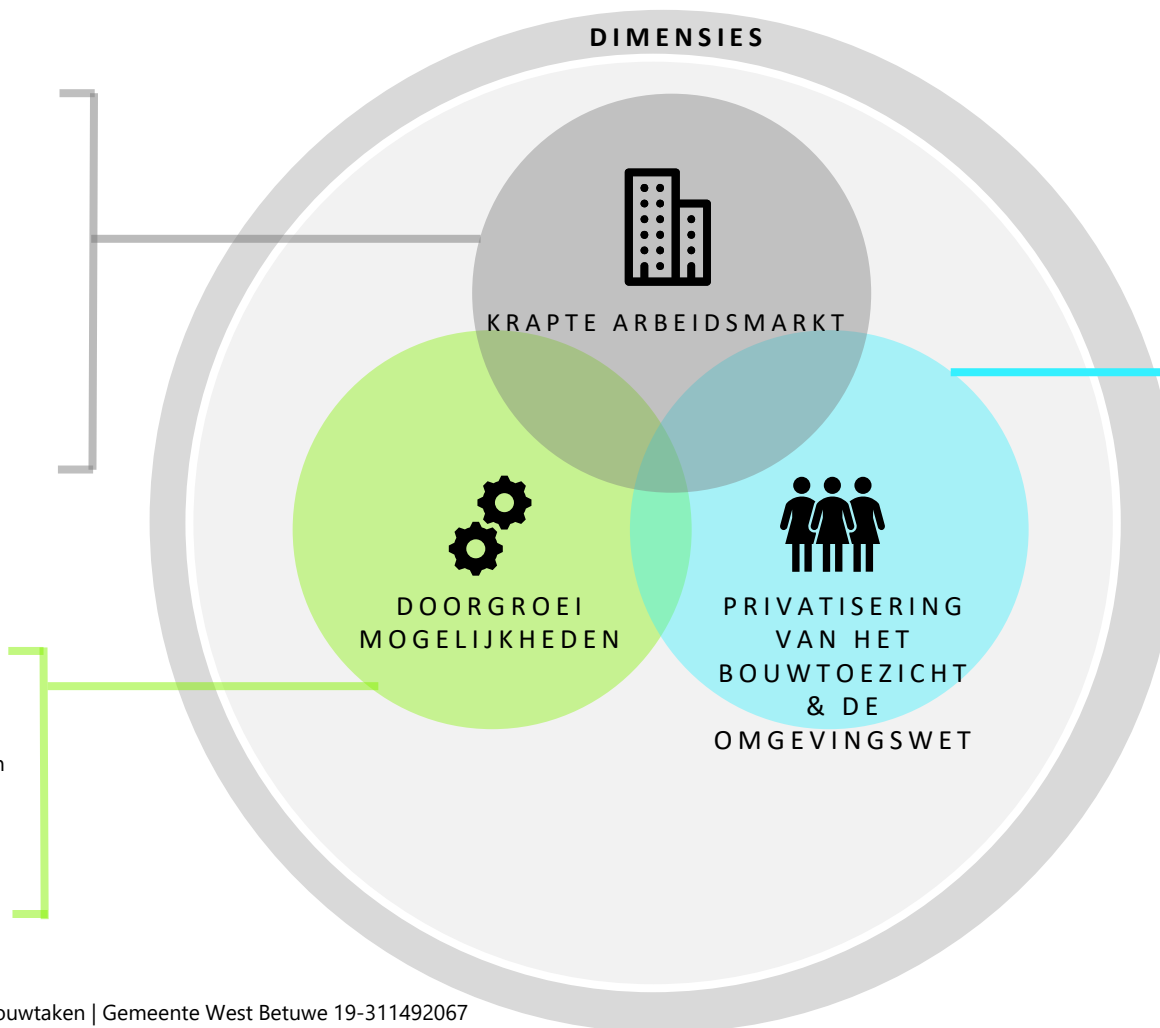 DIMENSIES
KRAPTE ARBEIDSMARKT
DOORGROEI
MOGELIJKHEDEN
PRIVATISERING
VAN HET
BOUWTOEZICHT
& DE
OMGEVINGSWET
ouwtaken | Gemeente West Betuwe 19-311492067